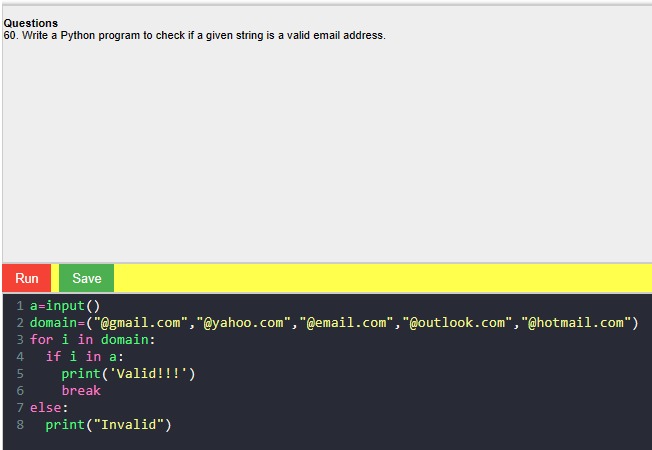 Questions
60. Write a Python program to check if a given string is a valid email address.
Run Save
1 a=input()
2 domain=("@gmail.com","@yahoo.com","@email.com","@outlook.com","@hotmail.com")
3 for i in domain:
4   if i in a:
5     print('Valid!!!')
6     break
7 else:
8   print("Invalid")